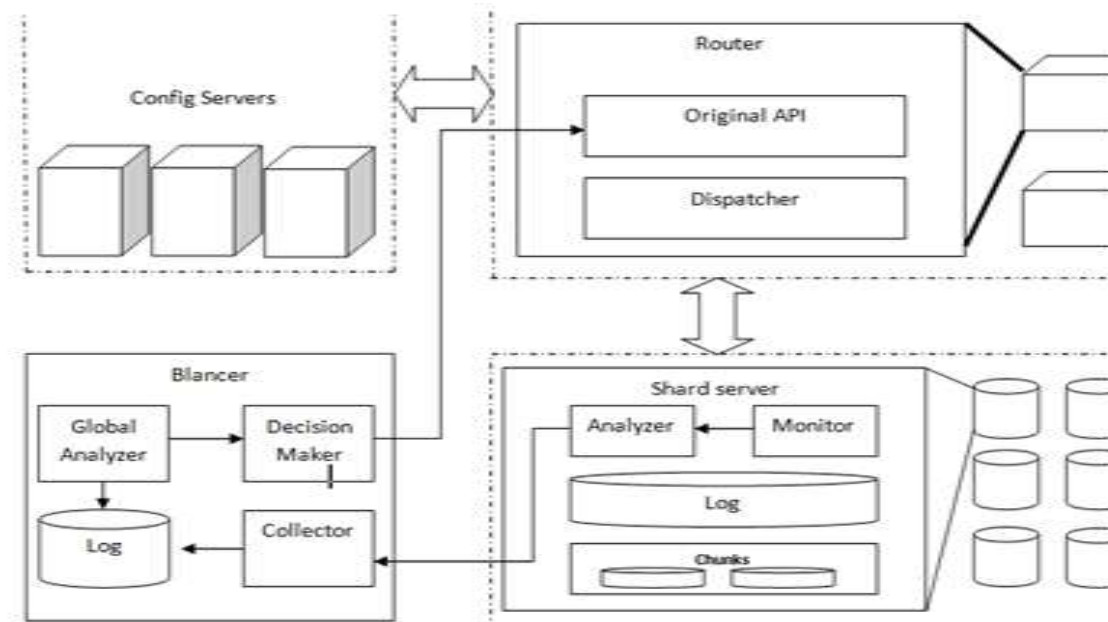 Config Servers
Router
Original API
Dispatcher
Blancer
Global
Analyzer
Decision
Maker
Log
Collector
Shard server
Analyzer
Monitor
Log
Chunks